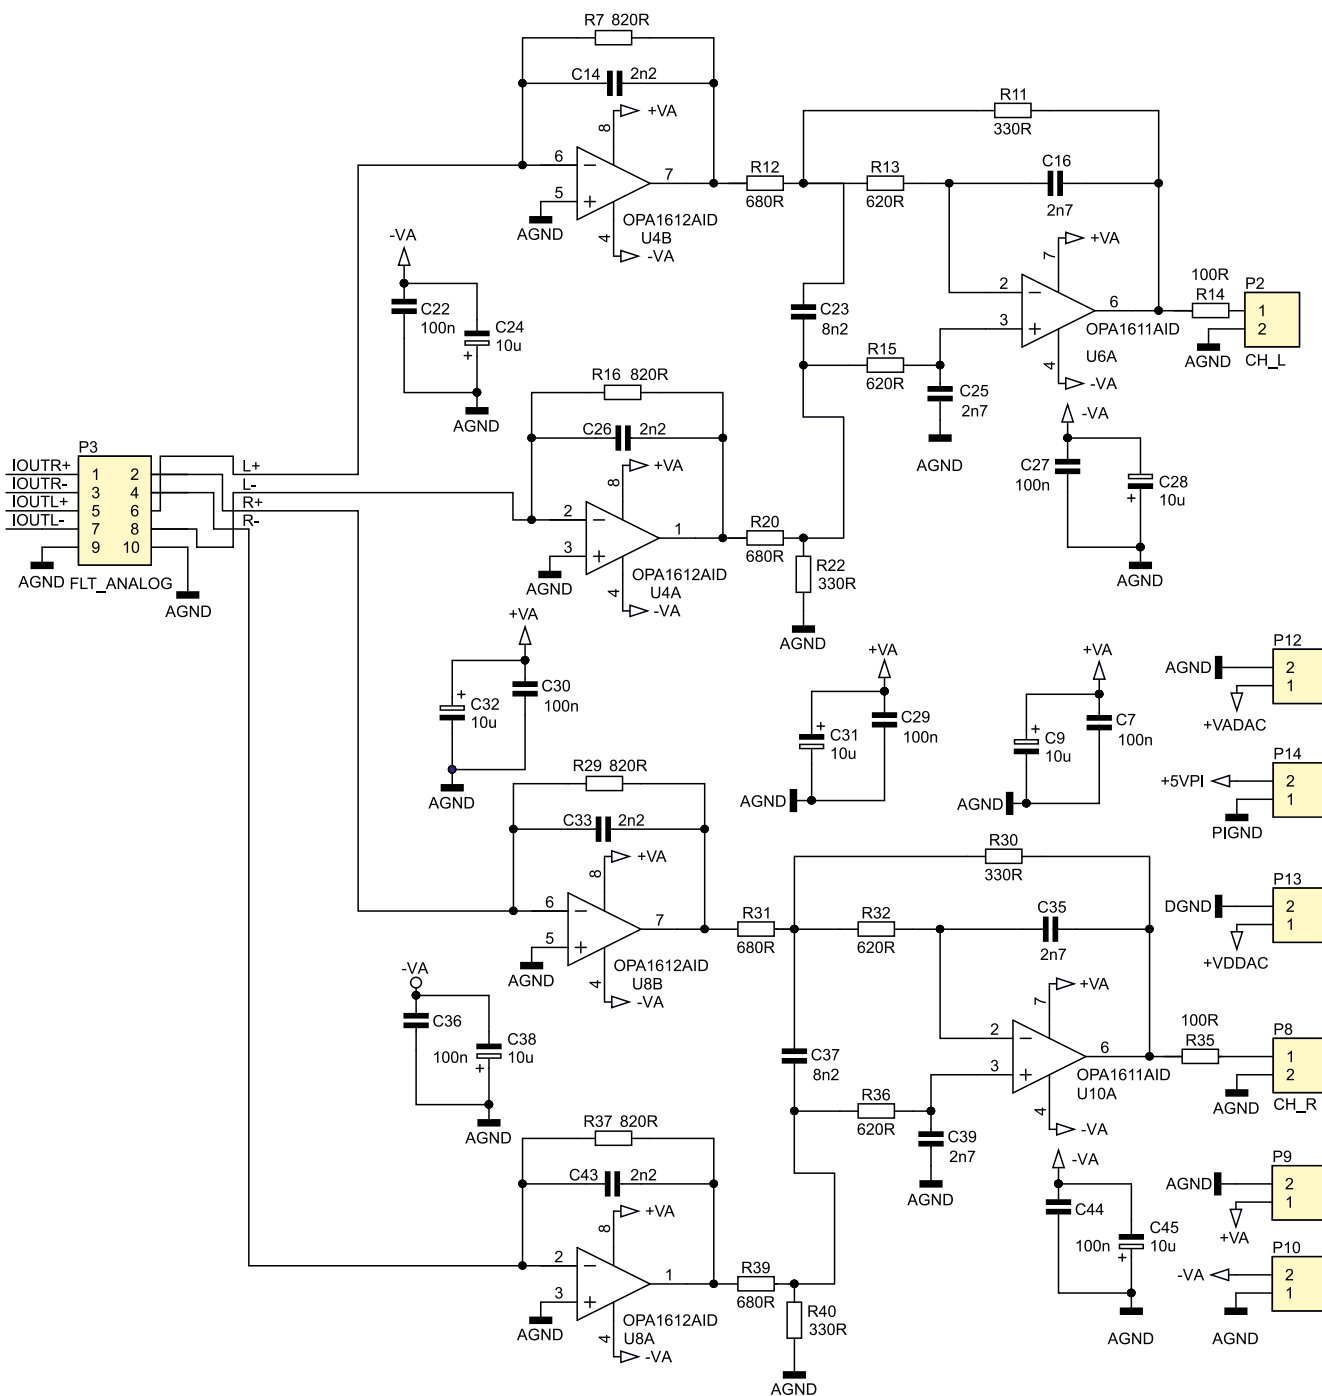 R7 820R
C14 2n2
+VA
8
6
5
7
4
OPA1612AID
U4B
-VA
AGND
R12
680R
R11
330R
R13
620R
C16
2n7
-VA
C22
100n
C24
10u
AGND
C23
8n2
R15
620R
C25
2n7
AGND
+VA
7
2
3
6
4
OPA1611AID
U6A
-VA
100R
R14
P2
1
2
AGND
CH_L
R16 820R
C26 2n2
+VA
8
2
3
1
4
OPA1612AID
U4A
-VA
AGND
R20
680R
R22
330R
AGND
-VA
C27
100n
C28
10u
AGND
P3
IOUTR+
IOUTR-
IOUTL+
IOUTL-
1 2
3 4
5 6
7 8
9 10
L+
L-
R+
R-
AGND
FLT_ANALOG
AGND
+VA
C32
10u
C30
100n
AGND
+VA
C31
10u
C29
100n
AGND
+VA
C9
10u
C7
100n
AGND
P12
AGND
2
1
+VADAC
P14
+5VPI
2
1
PIGND
P13
DGND
2
1
+VDDAC
R29 820R
C33 2n2
+VA
8
6
5
7
4
OPA1612AID
U8B
-VA
AGND
R31
680R
R30
330R
R32
620R
C35
2n7
-VA
C36
100n
C38
10u
AGND
C37
8n2
R36
620R
C39
2n7
AGND
+VA
7
2
3
6
4
OPA1611AID
U10A
-VA
100R
R35
P8
1
2
AGND
CH_R
R37 820R
C43 2n2
+VA
8
2
3
1
4
OPA1612AID
U8A
-VA
AGND
R39
680R
R40
330R
AGND
-VA
C44
100n
C45
10u
AGND
P9
AGND
2
1
+VA
P10
-VA
2
1
AGND